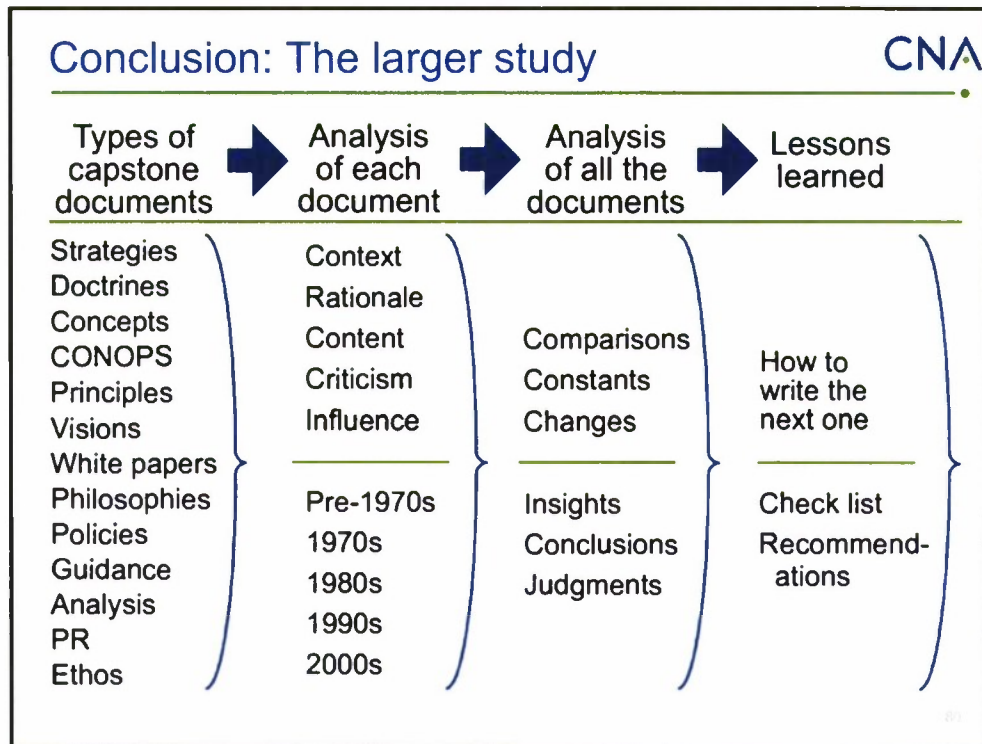 Conclusion: The larger study
CNA
Types of
capstone
documents
Analysis
of each
document
Analysis
of all the
documents
Lessons
learned
Strategies
Doctrines
Concepts
CONOPS
Principles
Visions
White papers
Philosophies
Policies
Guidance
Analysis
PR
Ethos
Context
Rationale
Content
Criticism
Influence
Pre-1970s
1970s
1980s
1990s
2000s
Comparisons
Constants
Changes
Insights
Conclusions
Judgments
How to
write the
next one
Check list
Recommend-
ations